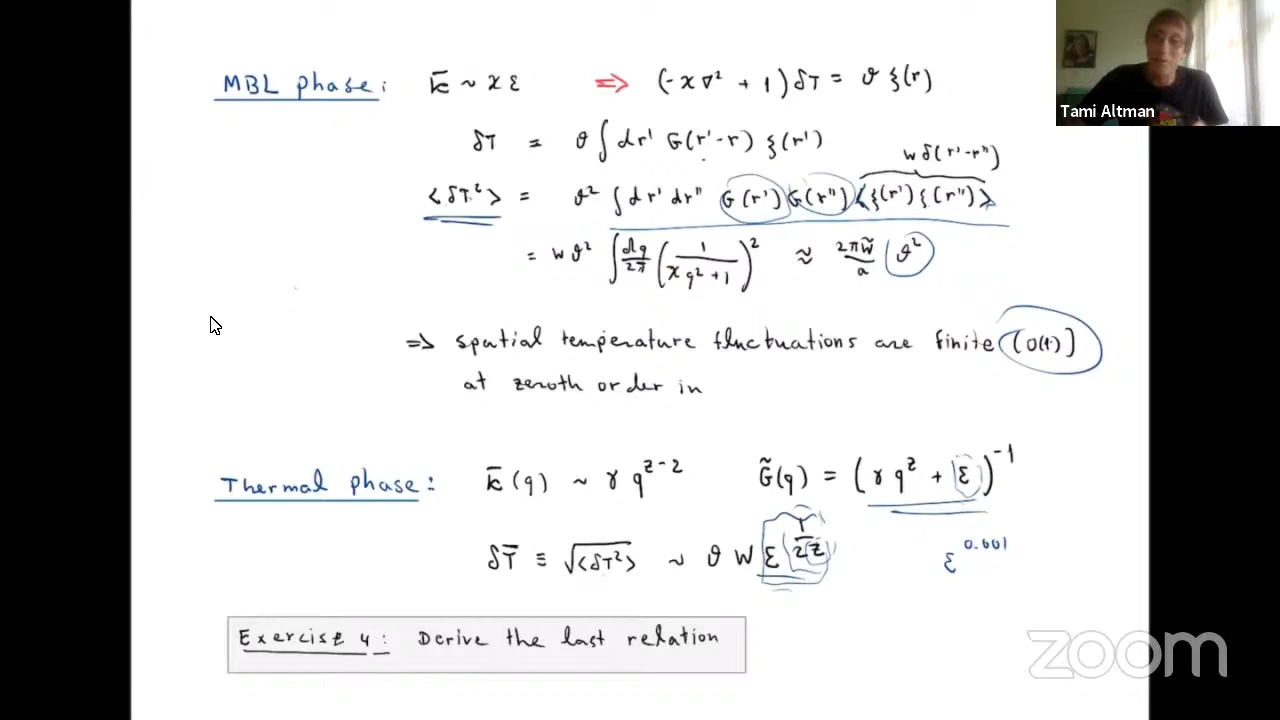 MBL phase: κ̄ ~ χ ε ⇒ (-χ∇² + 1) δT = ϑ ξ(r)
δT = ϑ ∫ dr' G(r'-r) ξ(r')
W δ(r'-r")
<δT²> = ϑ² ∫ dr' dr" G(r') G(r") <ξ(r') ξ(r")>
= W ϑ² ∫ dq/2π (1/(χq²+1))² ≈ 2πW̃/a ϑ²
⇒ spatial temperature fluctuations are finite (O(1))
at zeroth order in
Thermal phase: κ̄(q) ~ γ q^{z-2} G̃(q) = (γ q^z + ε)^{-1}
δT̄ ≡ √<δT²> ~ ϑ W ε^{1/2z} ε^{0.001}
Exercise 4: Derive the last relation
Tami Altman
zoom